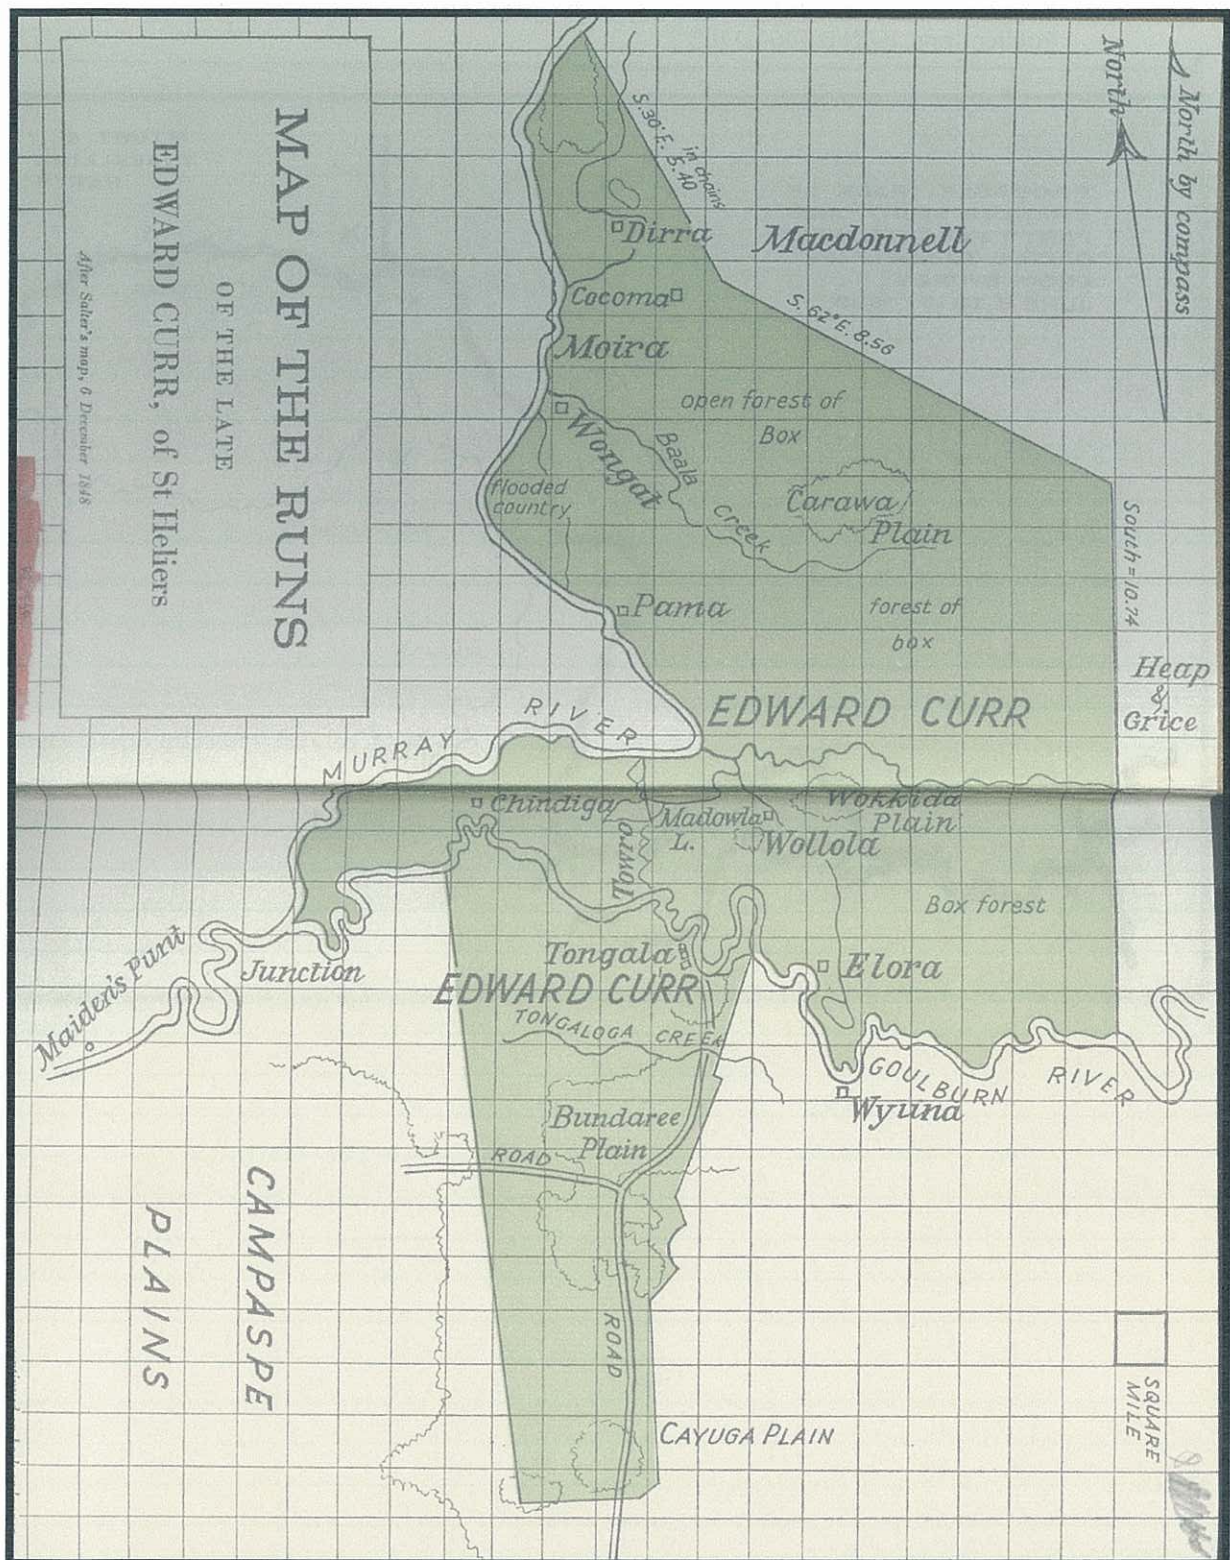 MAP OF THE RUNS
OF THE LATE
EDWARD CURR, of St Heliers
After Salter's map, 6 December 1848
North
North by compass
S.30°E. 5.40
in chains
Dirra
Macdonnell
Cocoma
S. 62°E. 8.56
Moira
open forest of
Box
Wongat
Baala
Creek
flooded
country
Carawa
Plain
South = 10.74
Pama
forest of
box
Heap
&
Grice
EDWARD CURR
MURRAY RIVER
Chindiga
Towro
Madowla
L.
Wokkida
Plain
Wollola
Box forest
Maiden's Punt
Junction
Tongala
EDWARD CURR
Elora
TONGALOGA CREEK
GOULBURN RIVER
Wyuna
Bundaree
Plain
ROAD
CAMPASPE
PLAINS
ROAD
SQUARE
MILE
CAYUGA PLAIN